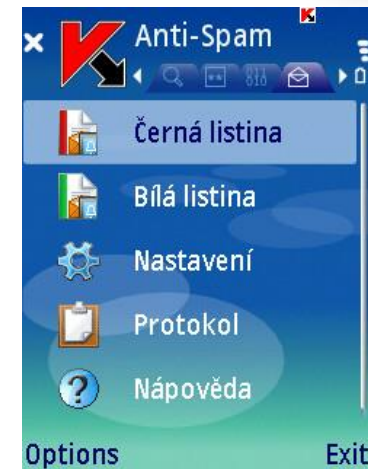 Anti-Spam
Černá listina
Bílá listina
Nastavení
Protokol
Nápověda
Options
Exit